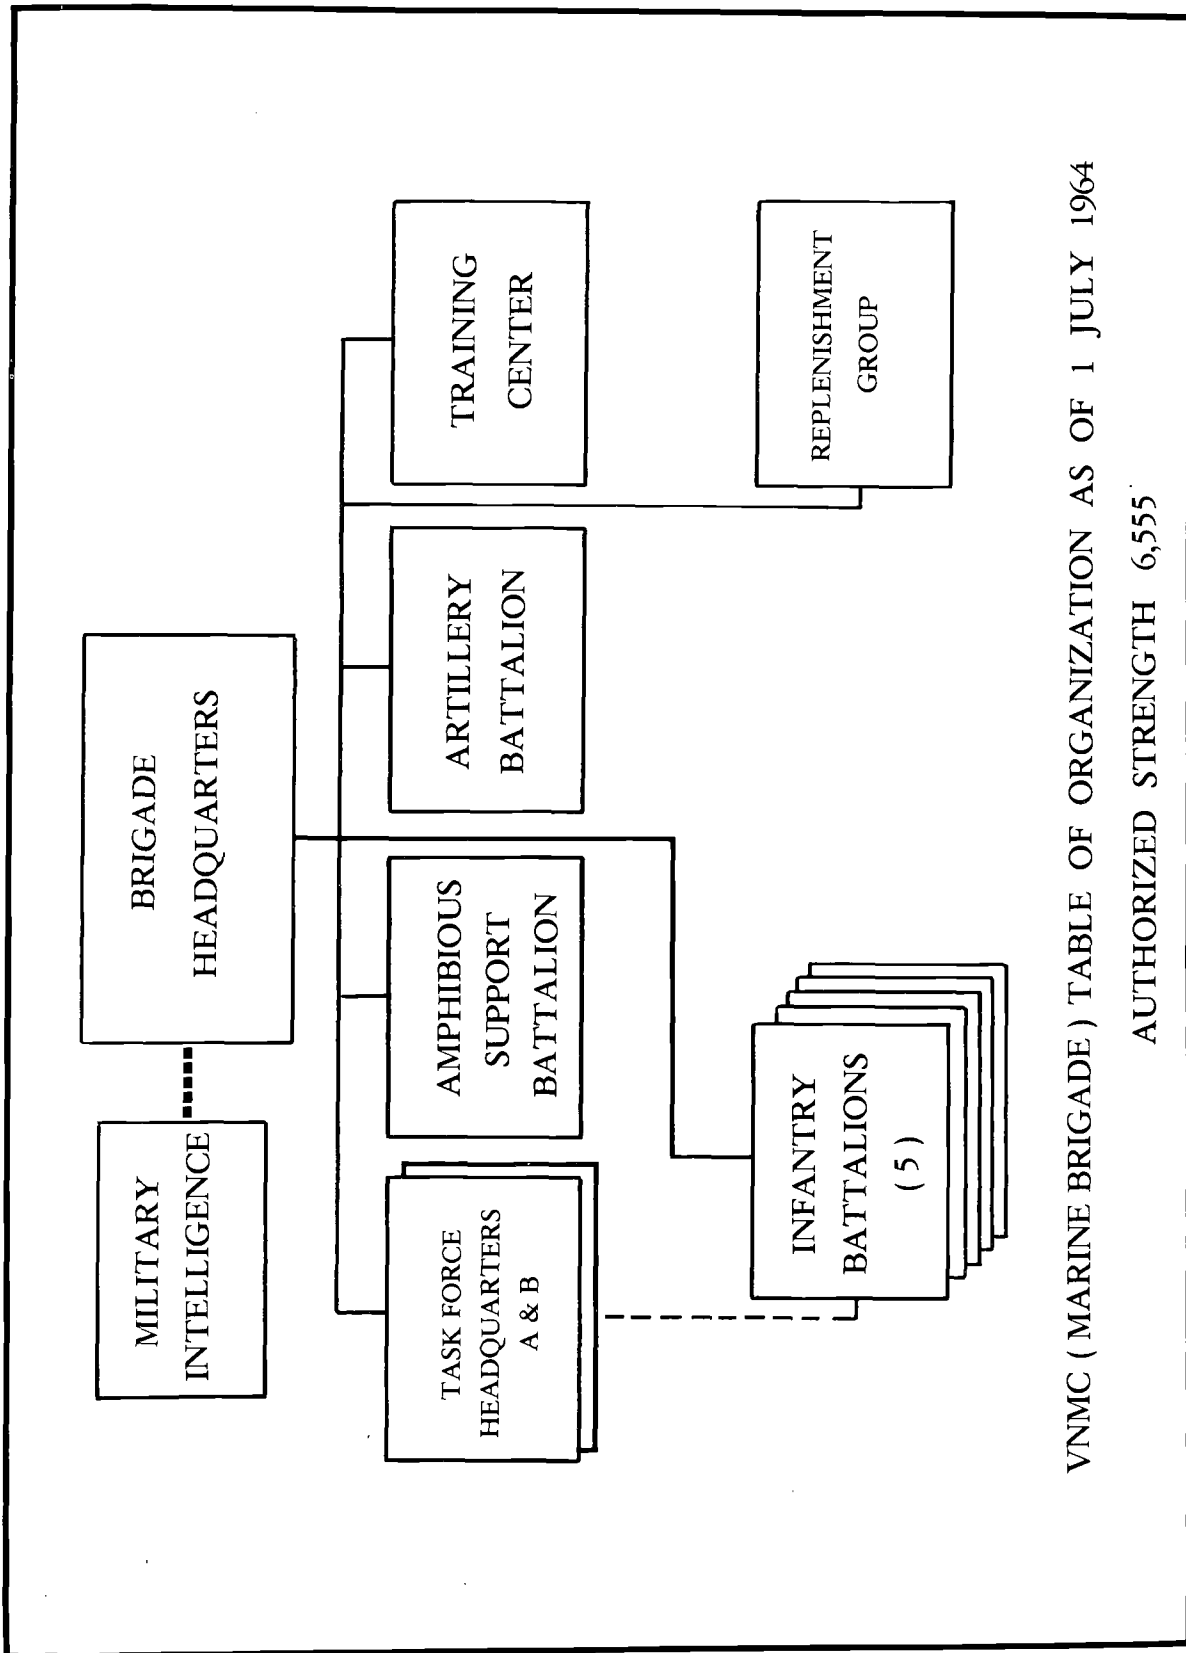 MILITARY
INTELLIGENCE
BRIGADE
HEADQUARTERS
TASK FORCE
HEADQUARTERS
A & B
AMPHIBIOUS
SUPPORT
BATTALION
ARTILLERY
BATTALION
TRAINING
CENTER
INFANTRY
BATTALIONS
( 5 )
REPLENISHMENT
GROUP
VNMC ( MARINE BRIGADE ) TABLE OF ORGANIZATION AS OF 1 JULY 1964
AUTHORIZED STRENGTH 6,555